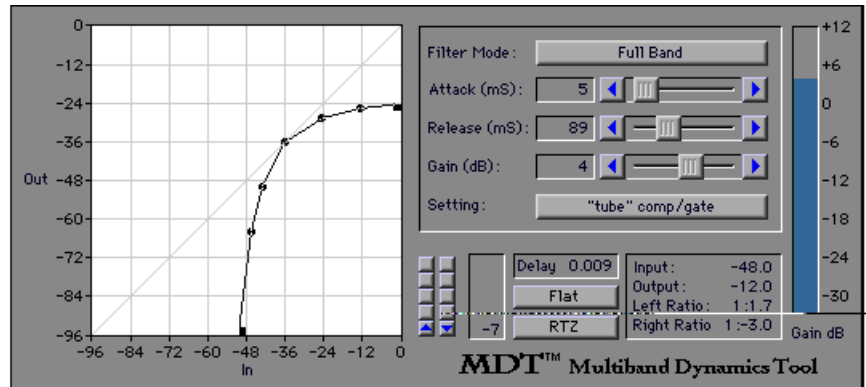 0
-12
-24
-36
Out -48
-60
-72
-84
-96
-96 -84 -72 -60 -48 -36 -24 -12 0
In
Filter Mode: Full Band
Attack (mS): 5
Release (mS): 89
Gain (dB): 4
Setting: "tube" comp/gate
-7
Delay 0.009
Flat
RTZ
Input: -48.0
Output: -12.0
Left Ratio: 1:1.7
Right Ratio 1:-3.0
+12
+6
0
-6
-12
-18
-24
-30
Gain dB
MDT™ Multiband Dynamics Tool